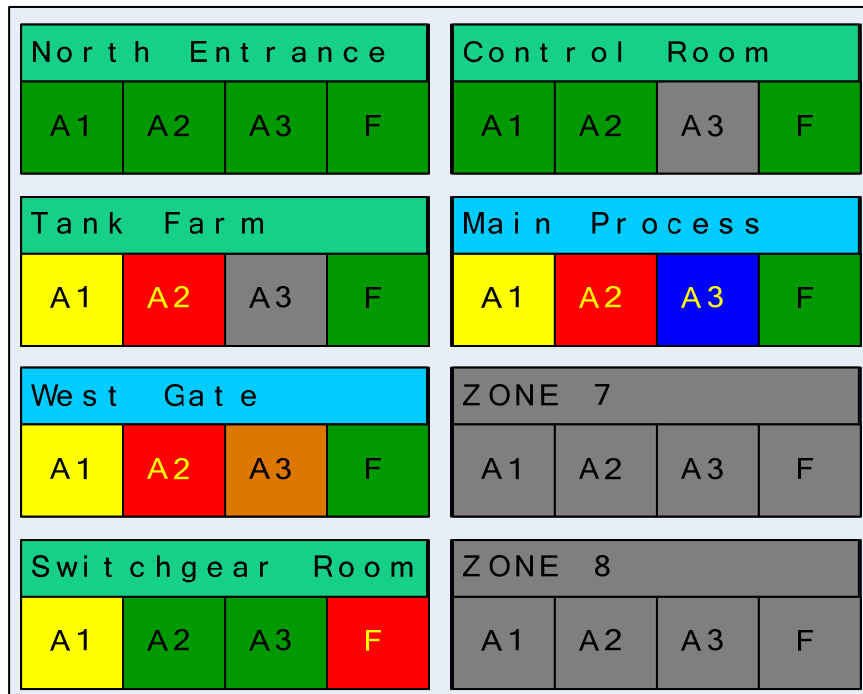 North Entrance
A1 A2 A3 F
Control Room
A1 A2 A3 F
Tank Farm
A1 A2 A3 F
Main Process
A1 A2 A3 F
West Gate
A1 A2 A3 F
ZONE 7
A1 A2 A3 F
Switchgear Room
A1 A2 A3 F
ZONE 8
A1 A2 A3 F